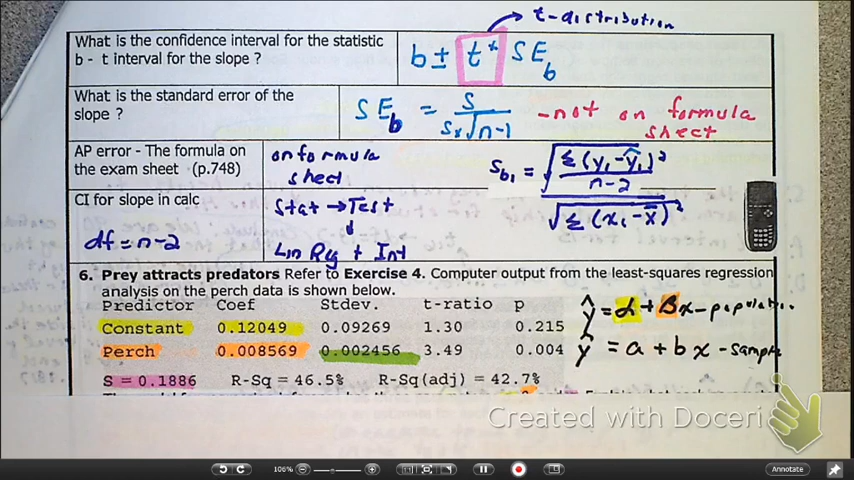 t-distribution
What is the confidence interval for the statistic
b - t interval for the slope ?
b ± t* SE_b
What is the standard error of the
slope ?
SE_b = s / s_x√n-1
-not on formula
sheet
AP error - The formula on
the exam sheet (p.748)
on formula
sheet
s_b₁ = √(Σ(y₁-ŷ₁)² / n-2) / √Σ(x₁-x̄)²
CI for slope in calc
df = n-2
Stat → Test
↓
Lin Reg t Int
6. Prey attracts predators Refer to Exercise 4. Computer output from the least-squares regression
analysis on the perch data is shown below.
Predictor Coef Stdev. t-ratio p
Constant 0.12049 0.09269 1.30 0.215
Perch 0.008569 0.002456 3.49 0.004
S = 0.1886 R-Sq = 46.5% R-Sq(adj) = 42.7%
ŷ = α + βx - population
ŷ = a + bx - sample
Created with Doceri
106%
Annotate